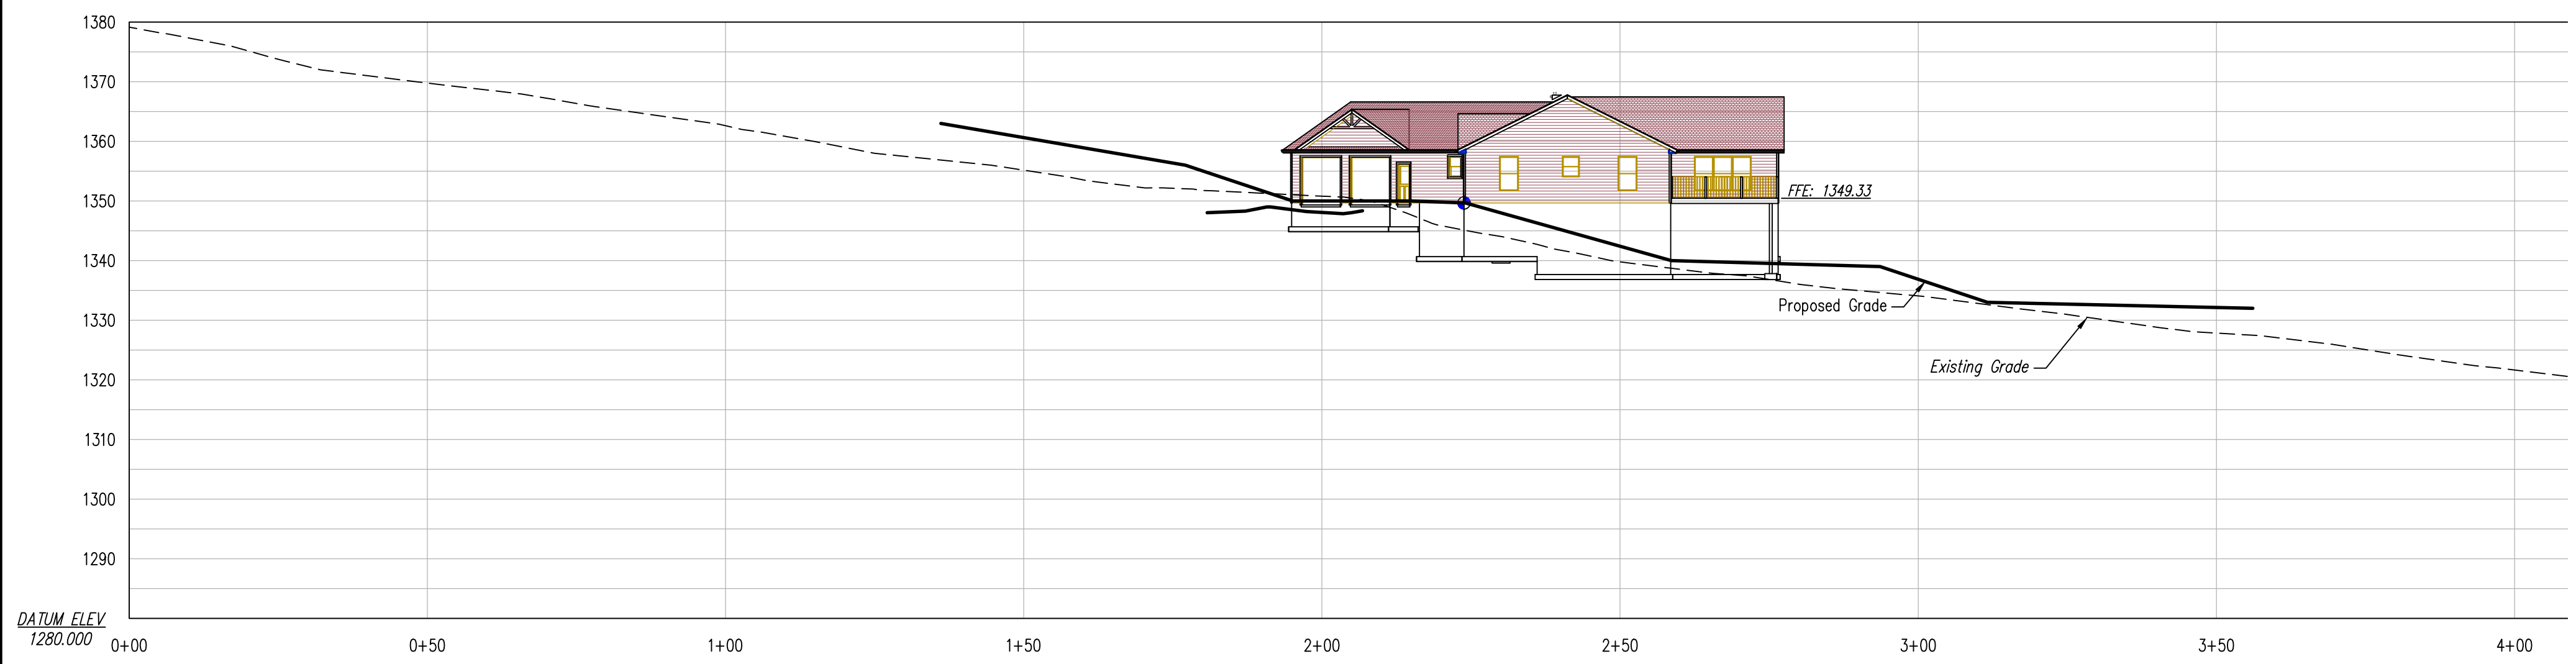 1380
1370
1360
1350
FFE: 1349.33
1340
Proposed Grade
1330
Existing Grade
1320
1310
1300
1290
DATUM ELEV
1280.000
0+00 0+50 1+00 1+50 2+00 2+50 3+00 3+50 4+00